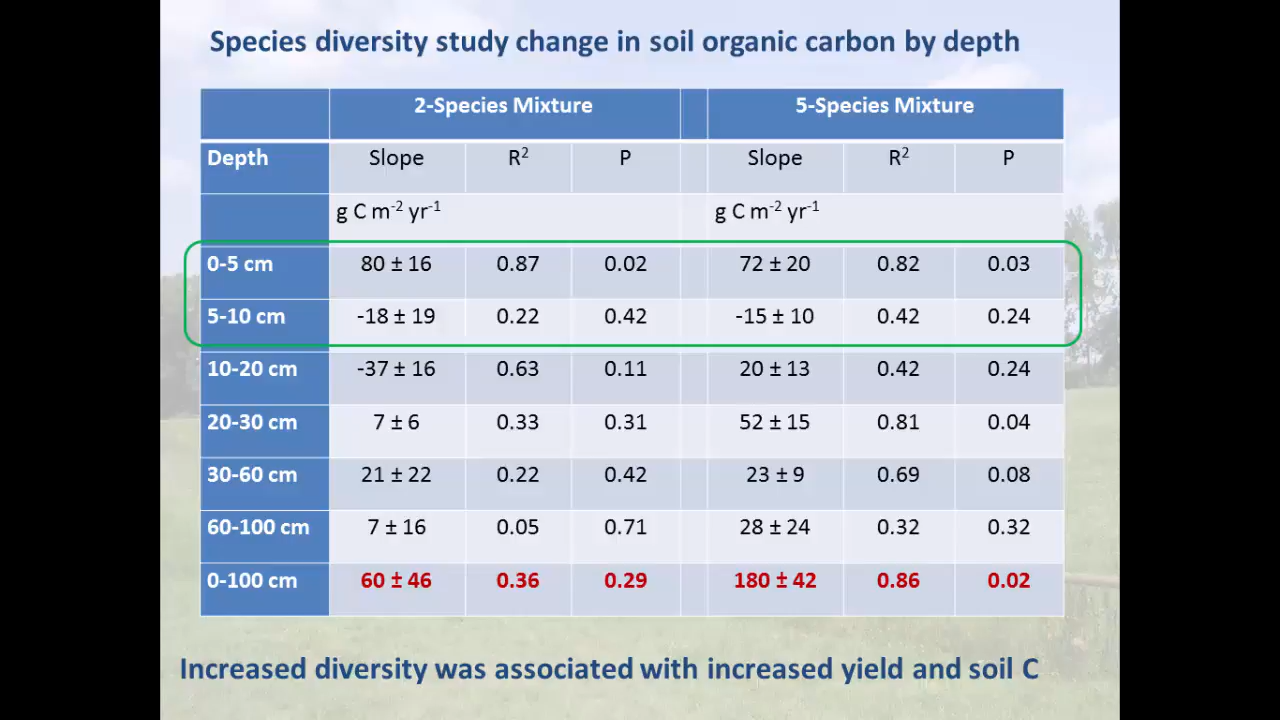 Species diversity study change in soil organic carbon by depth
2-Species Mixture 5-Species Mixture
Depth Slope R² P Slope R² P
g C m⁻² yr⁻¹ g C m⁻² yr⁻¹
0-5 cm 80 ± 16 0.87 0.02 72 ± 20 0.82 0.03
5-10 cm -18 ± 19 0.22 0.42 -15 ± 10 0.42 0.24
10-20 cm -37 ± 16 0.63 0.11 20 ± 13 0.42 0.24
20-30 cm 7 ± 6 0.33 0.31 52 ± 15 0.81 0.04
30-60 cm 21 ± 22 0.22 0.42 23 ± 9 0.69 0.08
60-100 cm 7 ± 16 0.05 0.71 28 ± 24 0.32 0.32
0-100 cm 60 ± 46 0.36 0.29 180 ± 42 0.86 0.02
Increased diversity was associated with increased yield and soil C